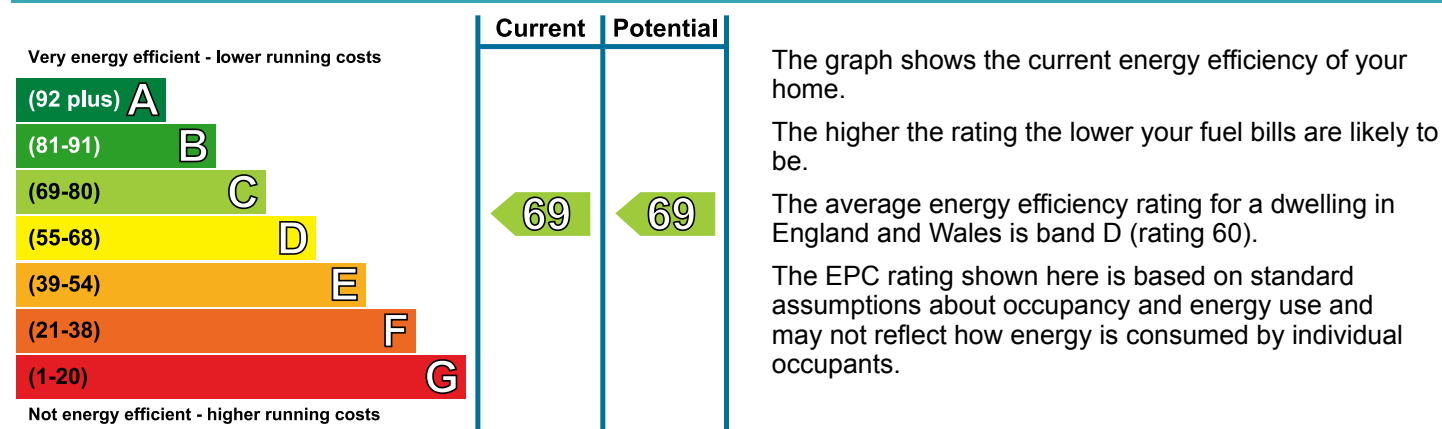 Current Potential
Very energy efficient - lower running costs
(92 plus) A
(81-91) B
(69-80) C
(55-68) D
(39-54) E
(21-38) F
(1-20) G
Not energy efficient - higher running costs
69 69
The graph shows the current energy efficiency of your
home.
The higher the rating the lower your fuel bills are likely to
be.
The average energy efficiency rating for a dwelling in
England and Wales is band D (rating 60).
The EPC rating shown here is based on standard
assumptions about occupancy and energy use and
may not reflect how energy is consumed by individual
occupants.